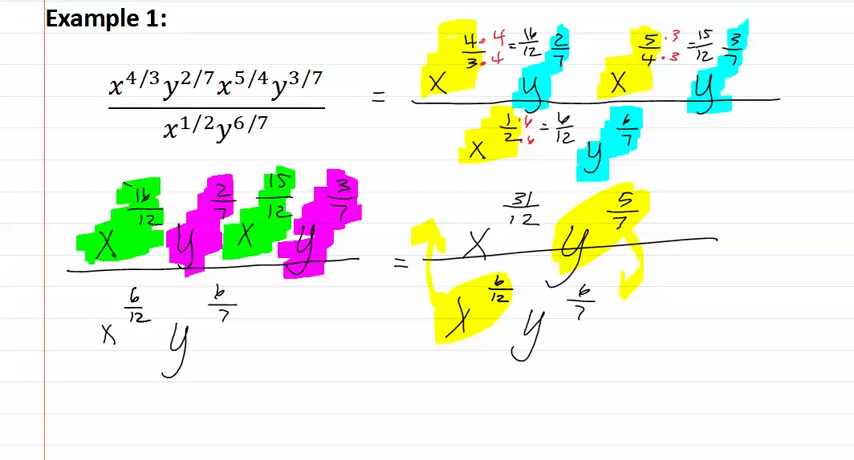 Example 1:
x^{4/3}y^{2/7}x^{5/4}y^{3/7} / x^{1/2}y^{6/7} = x^{4/3 · 4/4 = 16/12} y^{2/7} x^{5/4 · 3/3 = 15/12} y^{3/7} / x^{1/2 · 6/6 = 6/12} y^{6/7}
x^{16/12} y^{2/7} x^{15/12} y^{3/7} / x^{6/12} y^{6/7} = x^{31/12} y^{5/7} / x^{6/12} y^{6/7}